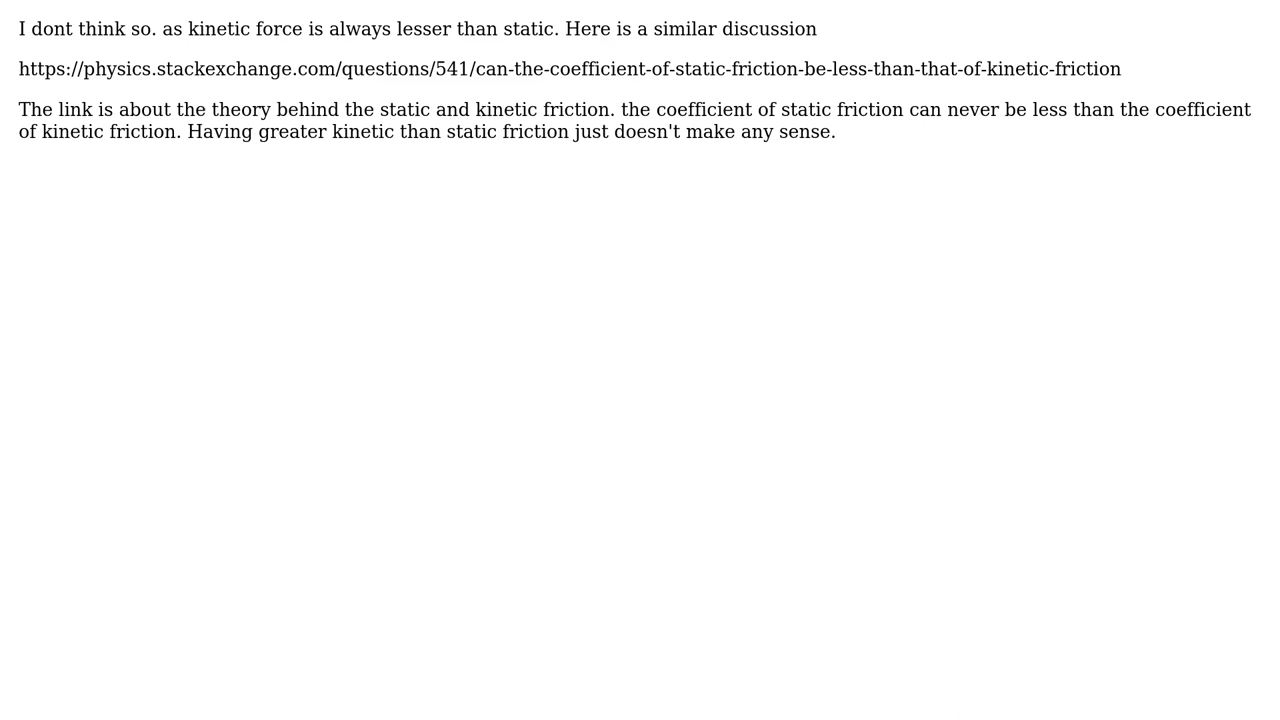 I dont think so. as kinetic force is always lesser than static. Here is a similar discussion
https://physics.stackexchange.com/questions/541/can-the-coefficient-of-static-friction-be-less-than-that-of-kinetic-friction
The link is about the theory behind the static and kinetic friction. the coefficient of static friction can never be less than the coefficient
of kinetic friction. Having greater kinetic than static friction just doesn't make any sense.